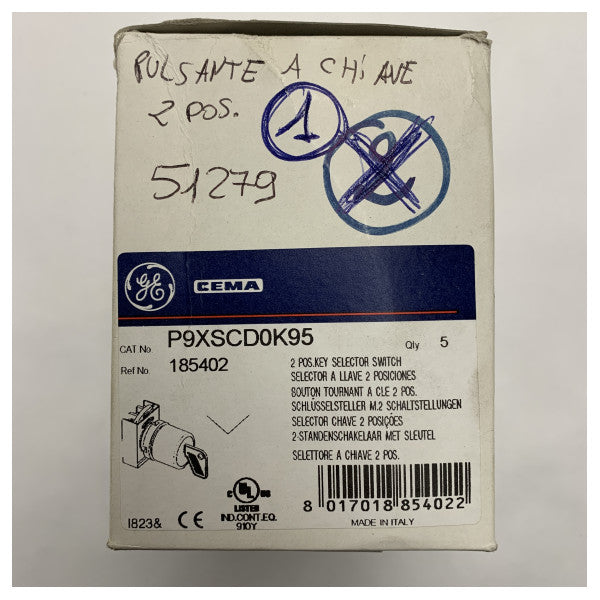 PULSANTE A CHiAVE
2 POS.
1
51279
GE
CEMA
CAT No. P9XSCD0K95 Qty 5
Ref No. 185402
2 POS.KEY SELECTOR SWITCH
SELECTOR A LLAVE 2 POSICIONES
BOUTON TOURNANT A CLE 2 POS.
SCHLÜSSELSTELLER M.2 SCHALTSTELLUNGEN
SELECTOR CHAVE 2 POSIÇÕES
2-STANDENSCHAKELAAR MET SLEUTEL
SELETTORE A CHIAVE 2 POS.
C UL US
LISTED
IND.CONT.EQ.
910Y
I823& CE
8 017018 854022
MADE IN ITALY